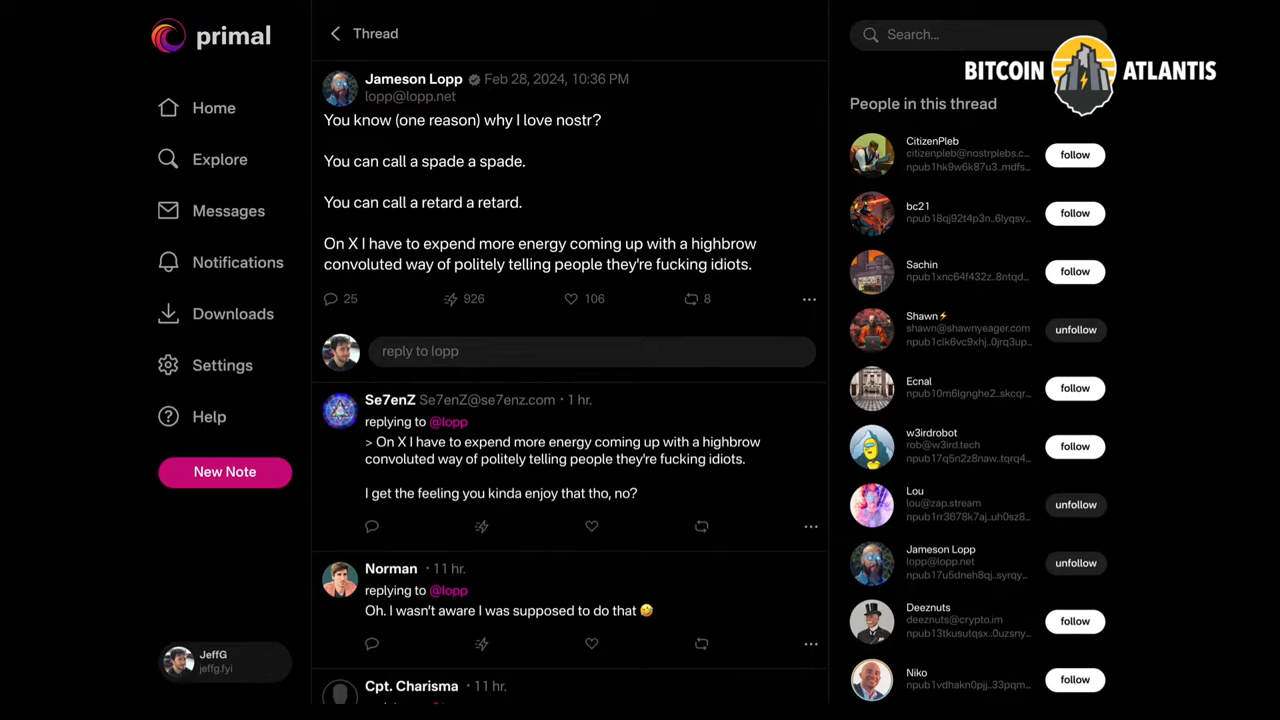 primal
Home
Explore
Messages
Notifications
Downloads
Settings
Help
New Note
JeffG
jeffg.fyi
Thread
Jameson Lopp Feb 28, 2024, 10:36 PM
lopp@lopp.net
You know (one reason) why I love nostr?
You can call a spade a spade.
You can call a retard a retard.
On X I have to expend more energy coming up with a highbrow
convoluted way of politely telling people they're fucking idiots.
25 926 106 8
reply to lopp
Se7enZ Se7enZ@se7enz.com • 1 hr.
replying to @lopp
> On X I have to expend more energy coming up with a highbrow
convoluted way of politely telling people they're fucking idiots.
I get the feeling you kinda enjoy that tho, no?
Norman • 11 hr.
replying to @lopp
Oh. I wasn't aware I was supposed to do that 🤣
Cpt. Charisma • 11 hr.
Search...
BITCOIN ATLANTIS
People in this thread
CitizenPleb
citizenpleb@nostrplebs.c...
npub1hk9w6k87u3..mdfs...
follow
bc21
npub18qj92t4p3n..6lyqsv...
follow
Sachin
npub1xnc64f432z..8ntqd...
follow
Shawn⚡
shawn@shawnyeager.com
npub1clk6vc9xhj..0jrq3up...
unfollow
Ecnal
npub10m6lgnghe2..skcqr...
follow
w3irdrobot
rob@w3ird.tech
npub17q5n2z8naw..tqrq4...
follow
Lou
lou@zap.stream
npub1rr3678k7aj..uh0sz8...
unfollow
Jameson Lopp
lopp@lopp.net
npub17u5dneh8qj..syrqy...
unfollow
Deeznuts
deeznuts@crypto.im
npub13tkusutqsx..0uzsny...
follow
Niko
npub1vdhakn0pjj..33pqm...
follow